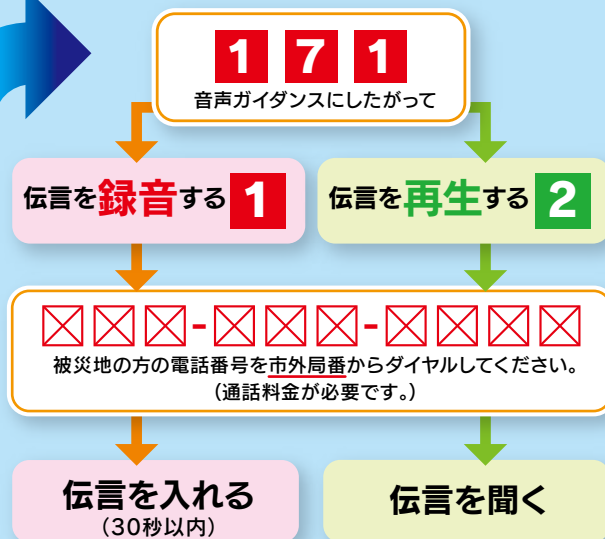 171
音声ガイダンスにしたがって
伝言を録音する 1
伝言を再生する 2
☒☒☒-☒☒☒-☒☒☒☒
被災地の方の電話番号を市外局番からダイヤルしてください。
(通話料金が必要です。)
伝言を入れる
(30秒以内)
伝言を聞く